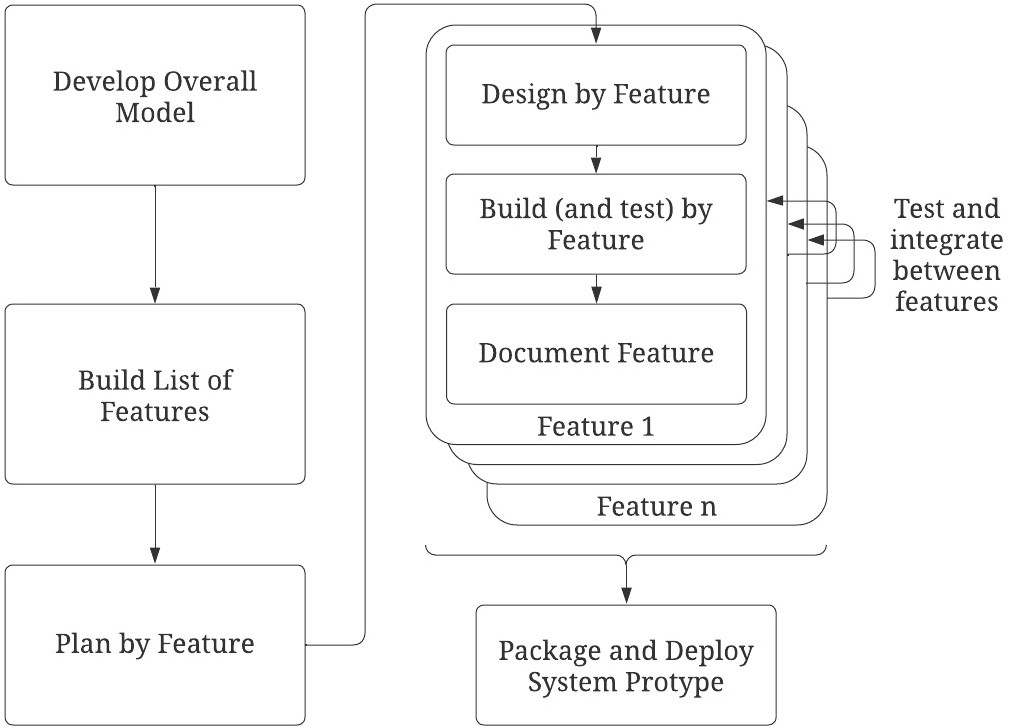 Develop Overall
Model
Build List of
Features
Plan by Feature
Design by Feature
Build (and test) by
Feature
Document Feature
Feature 1
Feature n
Test and
integrate
between
features
Package and Deploy
System Protype